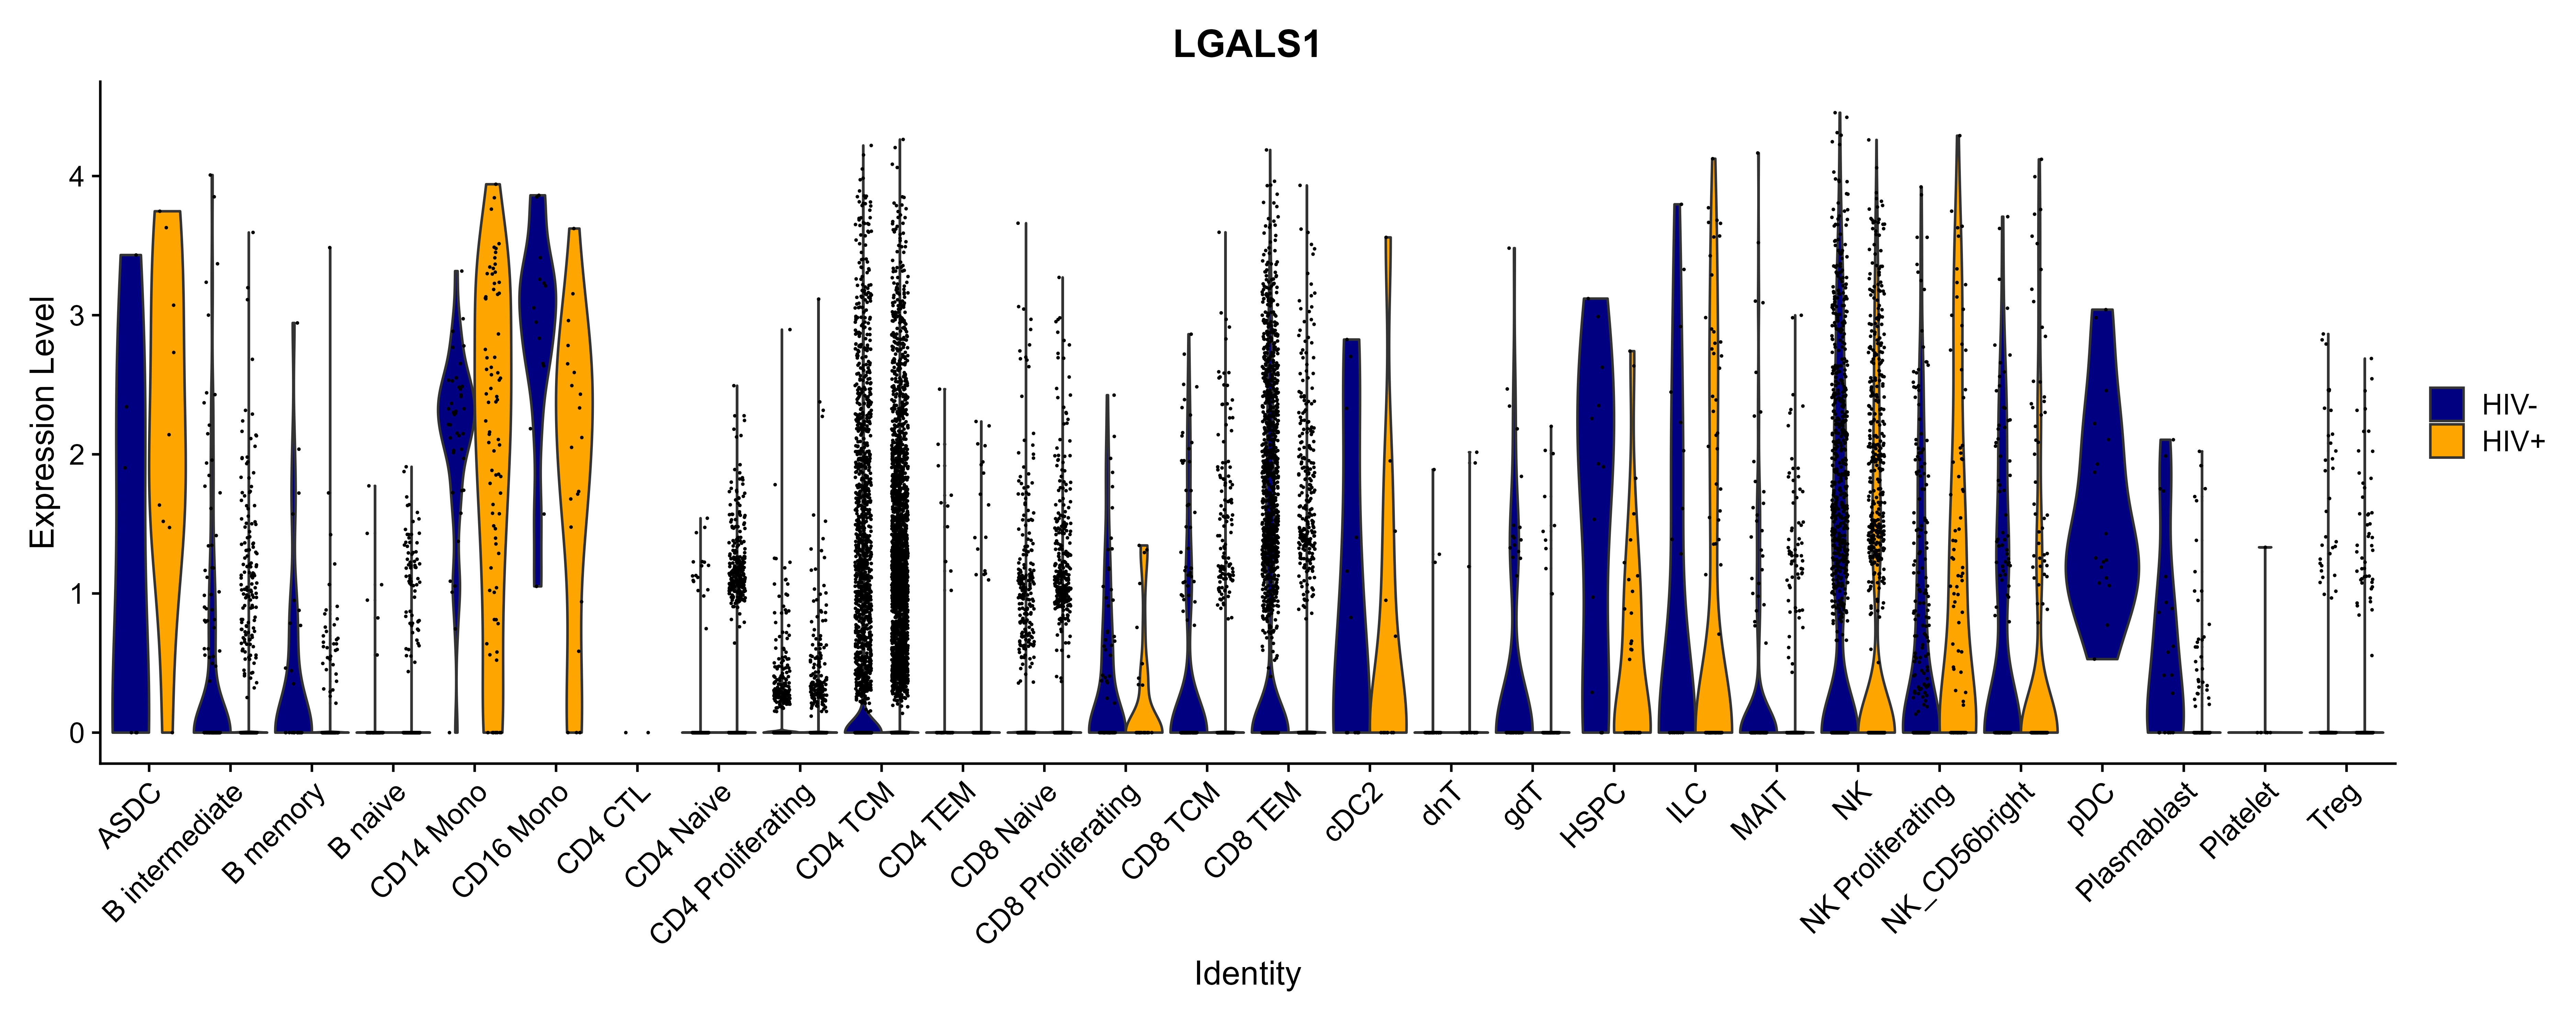 LGALS1
Expression Level
4
3
2
1
0
HIV-
HIV+
ASDC
B intermediate
B memory
B naive
CD14 Mono
CD16 Mono
CD4 CTL
CD4 Naive
CD4 Proliferating
CD4 TCM
CD4 TEM
CD8 Naive
CD8 Proliferating
CD8 TCM
CD8 TEM
cDC2
dnT
gdT
HSPC
ILC
MAIT
NK
NK Proliferating
NK_CD56bright
pDC
Plasmablast
Platelet
Treg
Identity